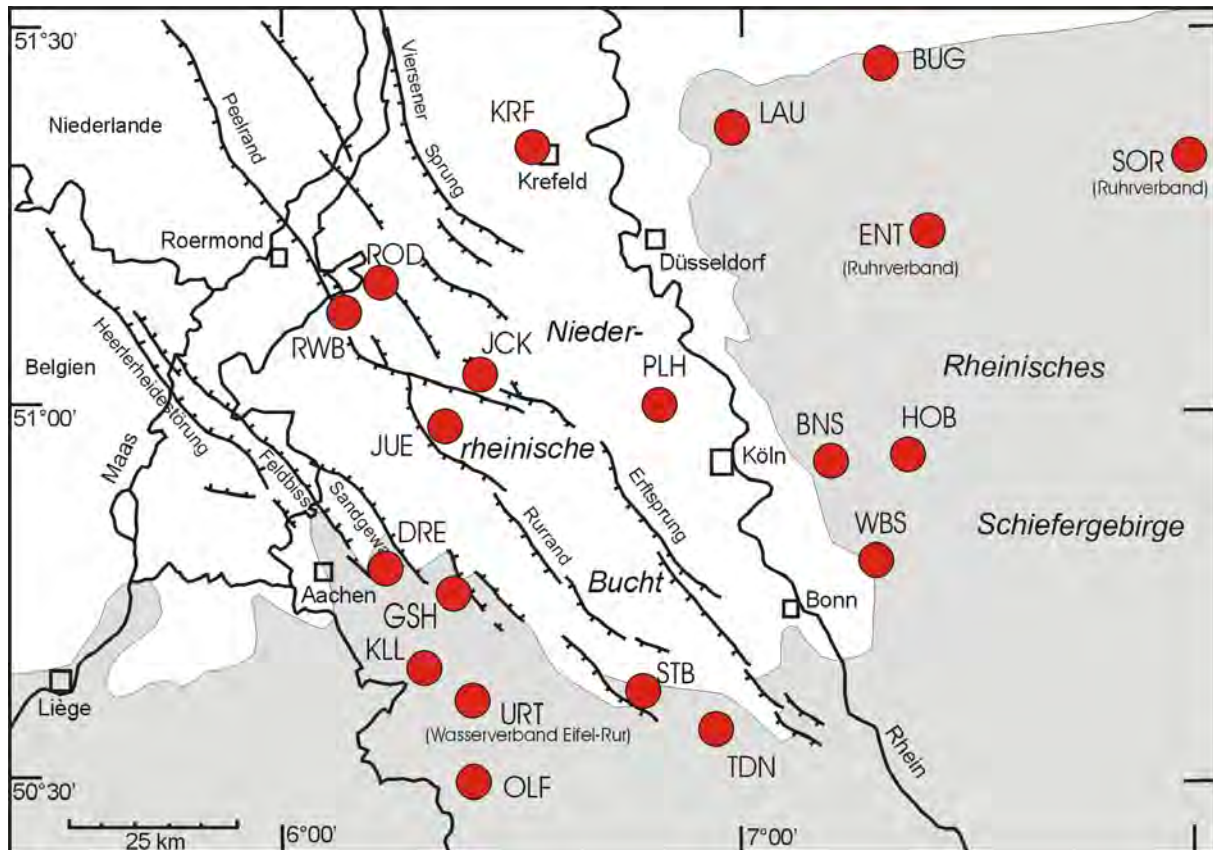 51°30'
BUG
LAU
KRF
Krefeld
Viersener
Sprung
Peelrand
Niederlande
SOR
(Ruhrverband)
ENT
(Ruhrverband)
Roermond
Düsseldorf
ROD
RWB
JCK
Nieder-
PLH
Rheinisches
Belgien
Heerlerheidestörung
51°00'
Maas
JUE
rheinische
Köln
BNS
HOB
Feldbiss
Sandgewa
Erftsprung
Rurrand
Schiefergebirge
WBS
DRE
Aachen
GSH
Bucht
Bonn
KLL
STB
Liège
URT
(Wasserverband Eifel-Rur)
TDN
Rhein
50°30'
OLF
25 km
6°00'
7°00'